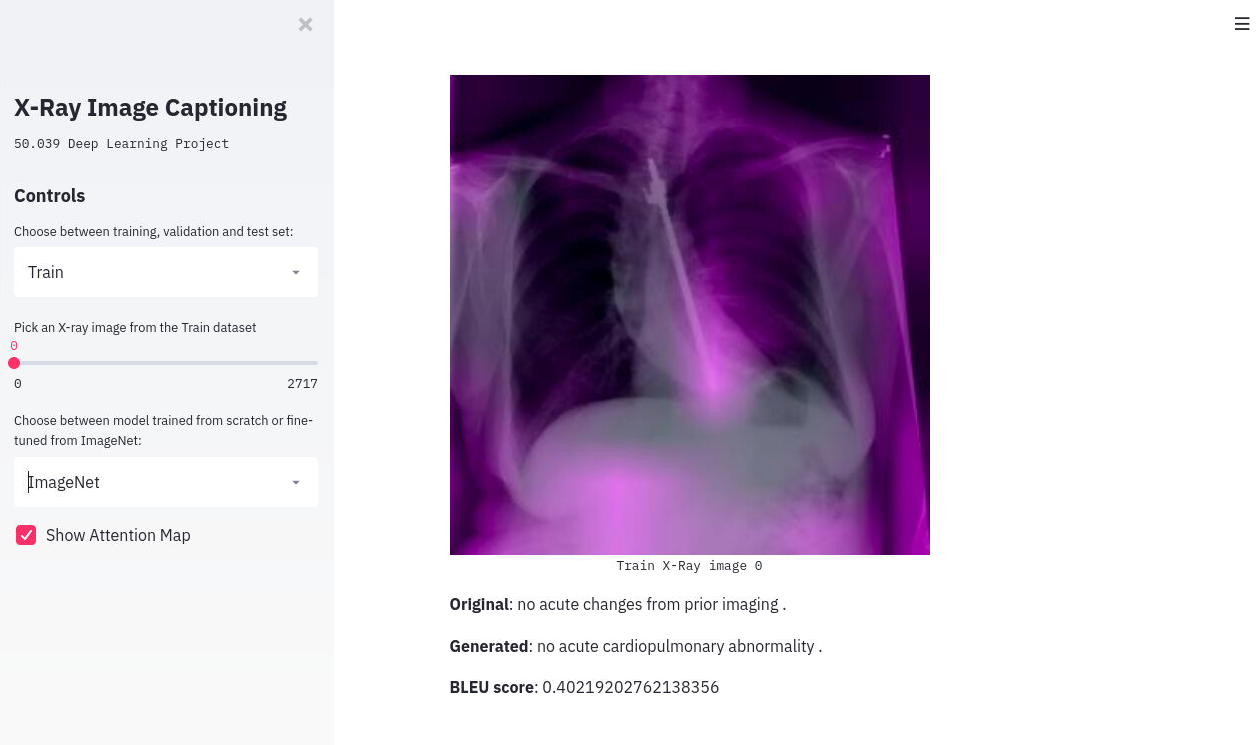 X-Ray Image Captioning
50.039 Deep Learning Project
Controls
Choose between training, validation and test set:
Train
Pick an X-ray image from the Train dataset
0
0 2717
Choose between model trained from scratch or fine-
tuned from ImageNet:
ImageNet
Show Attention Map
Train X-Ray image 0
Original: no acute changes from prior imaging .
Generated: no acute cardiopulmonary abnormality .
BLEU score: 0.40219202762138356